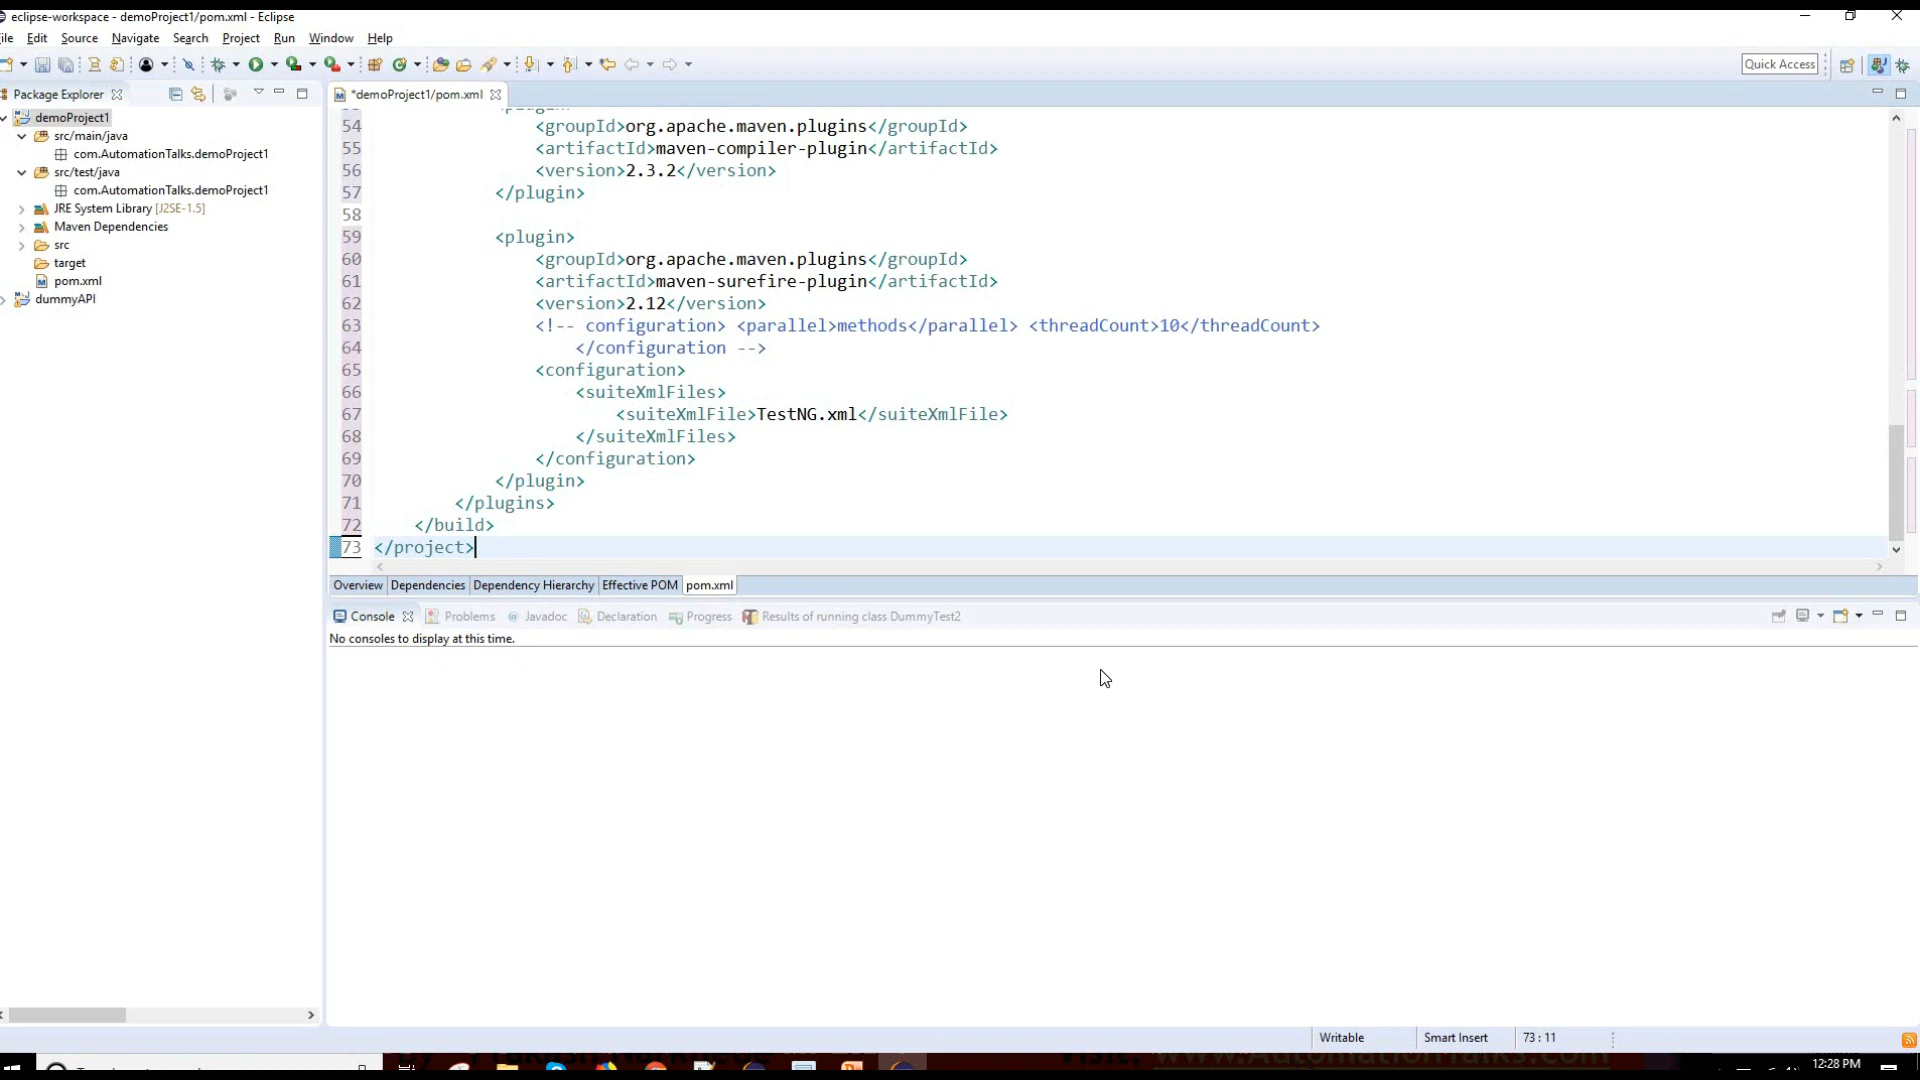 eclipse-workspace - demoProject1/pom.xml - Eclipse
ile Edit Source Navigate Search Project Run Window Help
Quick Access
Package Explorer
*demoProject1/pom.xml
demoProject1
src/main/java
com.AutomationTalks.demoProject1
src/test/java
com.AutomationTalks.demoProject1
JRE System Library [J2SE-1.5]
Maven Dependencies
src
target
pom.xml
dummyAPI
54 <groupId>org.apache.maven.plugins</groupId>
55 <artifactId>maven-compiler-plugin</artifactId>
56 <version>2.3.2</version>
57 </plugin>
58
59 <plugin>
60 <groupId>org.apache.maven.plugins</groupId>
61 <artifactId>maven-surefire-plugin</artifactId>
62 <version>2.12</version>
63 <!-- configuration> <parallel>methods</parallel> <threadCount>10</threadCount>
64 </configuration -->
65 <configuration>
66 <suiteXmlFiles>
67 <suiteXmlFile>TestNG.xml</suiteXmlFile>
68 </suiteXmlFiles>
69 </configuration>
70 </plugin>
71 </plugins>
72 </build>
73 </project>
Overview Dependencies Dependency Hierarchy Effective POM pom.xml
Console Problems @ Javadoc Declaration Progress Results of running class DummyTest2
No consoles to display at this time.
Writable Smart Insert 73 : 11
12:28 PM